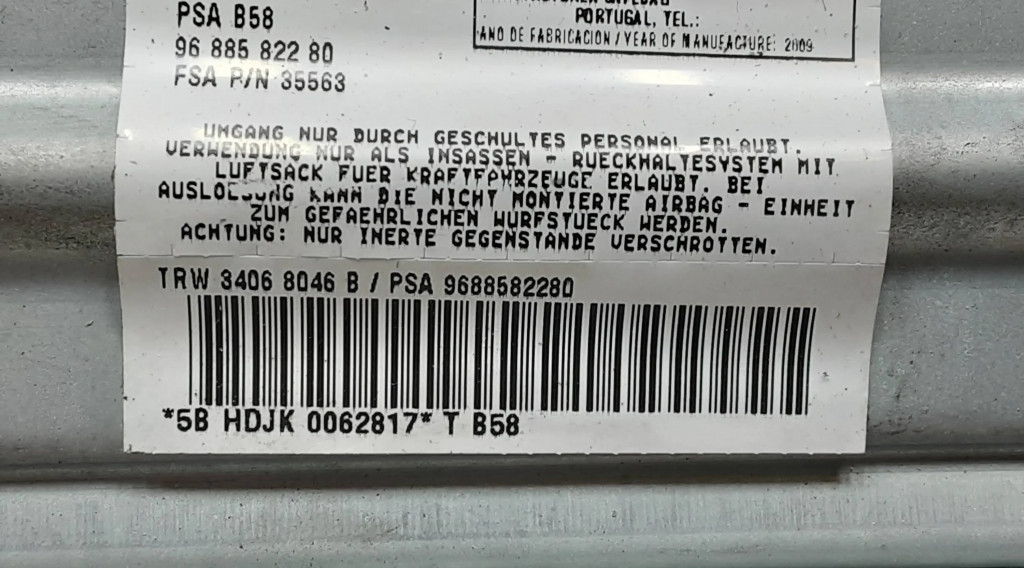 PSA B58
96 885 822 80
FSA P/N 35563
PORTUGAL, TEL.:
ANO DE FABRICACION / YEAR OF MANUFACTURE: 2009
UMGANG NUR DURCH GESCHULTES PERSONAL ERLAUBT.
VERWENDUNG NUR ALS INSASSEN - RUECKHALTESYSTEM MIT
LUFTSACK FUER KRAFTFAHRZEUGE ERLAUBT. BEI
AUSLOESUNG KANN DIE NICHT MONTIERTE AIRBAG - EINHEIT
ZUM GEFAEHRLICHEN WURFSTUECK WERDEN.
ACHTUNG: NUR INERTE GEGENSTANDE VERSCHROTTEN.
TRW 3406 8046 B / PSA 9688582280
*5B HDJK 0062817* T B58